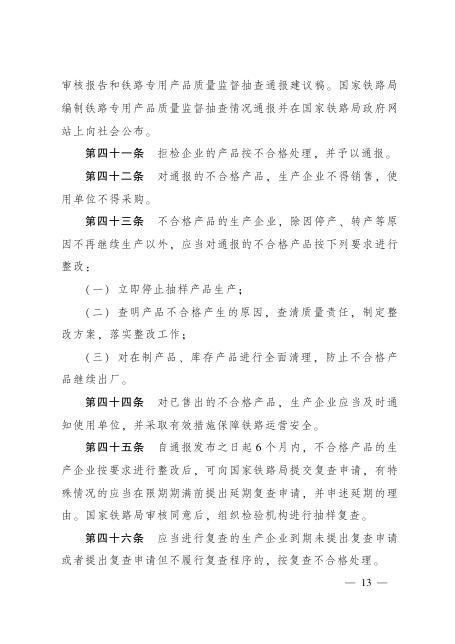 审核报告和铁路专用产品质量监督抽查通报建议稿。国家铁路局
编制铁路专用产品质量监督抽查情况通报并在国家铁路局政府网
站上向社会公布。
第四十一条　拒检企业的产品按不合格处理，并予以通报。
第四十二条　对通报的不合格产品，生产企业不得销售，使
用单位不得采购。
第四十三条　不合格产品的生产企业，除因停产、转产等原
因不再继续生产以外，应当对通报的不合格产品按下列要求进行
整改：
（一）立即停止抽样产品生产；
（二）查明产品不合格产生的原因，查清质量责任，制定整
改方案，落实整改工作；
（三）对在制产品、库存产品进行全面清理，防止不合格产
品继续出厂。
第四十四条　对已售出的不合格产品，生产企业应当及时通
知使用单位，并采取有效措施保障铁路运营安全。
第四十五条　自通报发布之日起 6 个月内，不合格产品的生
产企业按要求进行整改后，可向国家铁路局提交复查申请，有特
殊情况的应当在限期期满前提出延期复查申请，并申述延期的理
由。国家铁路局审核同意后，组织检验机构进行抽样复查。
第四十六条　应当进行复查的生产企业到期未提出复查申请
或者提出复查申请但不履行复查程序的，按复查不合格处理。
— 13 —